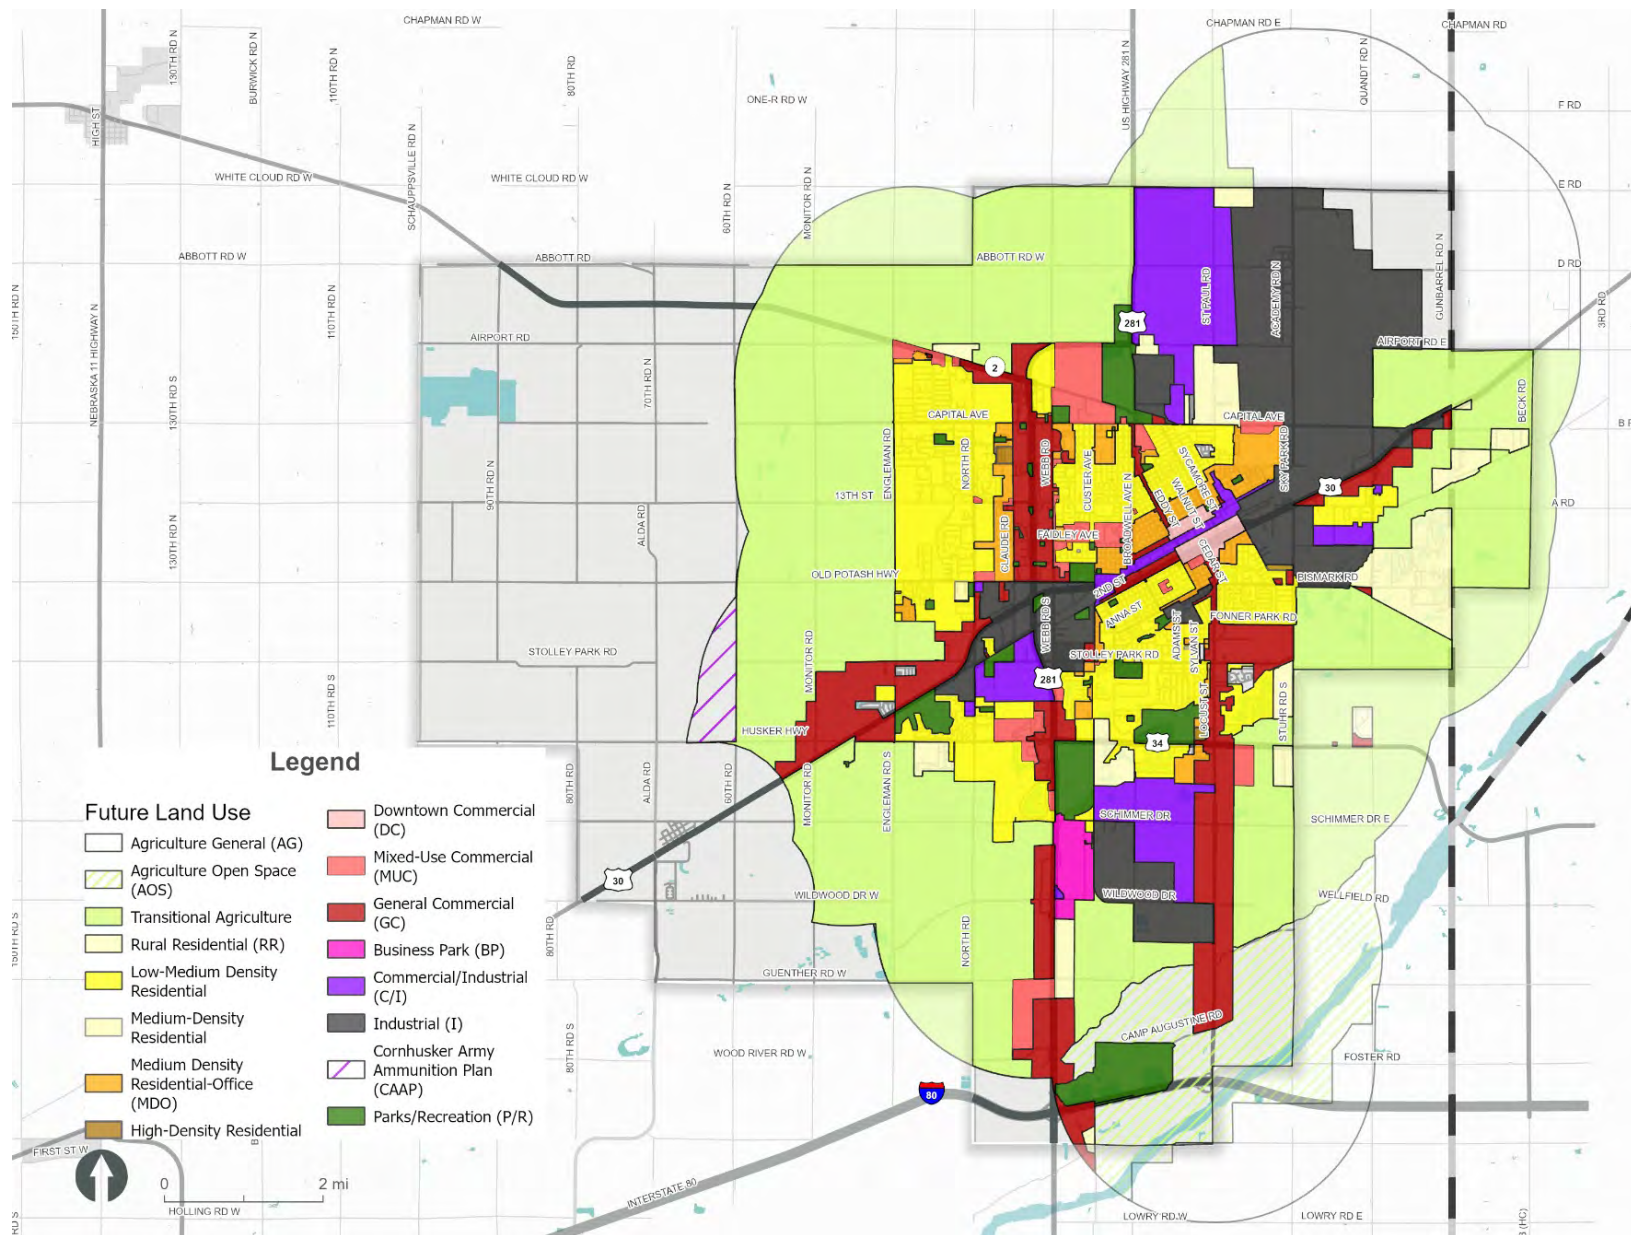 CHAPMAN RD W
CHAPMAN RD E
CHAPMAN RD
130TH RD N
BURWICK RD N
110TH RD N
80TH RD
US HIGHWAY 281 N
QUANDT RD N
ONE-R RD W
F RD
HIGH ST
SCHAUPPSVILLE RD N
WHITE CLOUD RD W
WHITE CLOUD RD W
60TH RD N
MONITOR RD N
E RD
ABBOTT RD W
ABBOTT RD
ABBOTT RD W
D RD
150TH RD N
NEBRASKA 11 HIGHWAY N
110TH RD N
ST PAUL RD
ACADEMY RD N
GUNBARREL RD N
3RD RD
281
AIRPORT RD
AIRPORT RD E
2
130TH RD S
70TH RD N
CAPITAL AVE
CAPITAL AVE
BECK RD
ENGLEMAN RD
NORTH RD
WEBB RD
CUSTER AVE
BROADWELL AVE N
SYCAMORE ST
WALNUT ST
EDDY ST
SKY PARK RD
90TH RD N
13TH ST
30
A RD
130TH RD N
ALDA RD
CLAUDE RD
FAIDLEY AVE
CEDAR ST
OLD POTASH HWY
2ND ST
BISMARK RD
ANNA ST
WEBB RD S
FONNER PARK RD
ADAMS ST
SYLVAN ST
STOLLEY PARK RD
STOLLEY PARK RD
MONITOR RD
110TH RD S
281
LOCUST ST
STUHR RD S
HUSKER HWY
34
80TH RD
ALDA RD
60TH RD
MONITOR RD
ENGLEMAN RD S
SCHIMMER DR
SCHIMMER DR E
30
WILDWOOD DR W
WILDWOOD DR
WELLFIELD RD
150TH RD S
80TH RD
NORTH RD
GUENTHER RD W
CAMP AUGUSTINE RD
80TH RD S
WOOD RIVER RD W
FOSTER RD
80
INTERSTATE 80
LOWRY RD W
LOWRY RD E
(HC)
Legend
Future Land Use
Agriculture General (AG)
Agriculture Open Space
(AOS)
Transitional Agriculture
Rural Residential (RR)
Low-Medium Density
Residential
Medium-Density
Residential
Medium Density
Residential-Office
(MDO)
High-Density Residential
Downtown Commercial
(DC)
Mixed-Use Commercial
(MUC)
General Commercial
(GC)
Business Park (BP)
Commercial/Industrial
(C/I)
Industrial (I)
Cornhusker Army
Ammunition Plan
(CAAP)
Parks/Recreation (P/R)
FIRST ST W
0 2 mi
HOLLING RD W
RD S